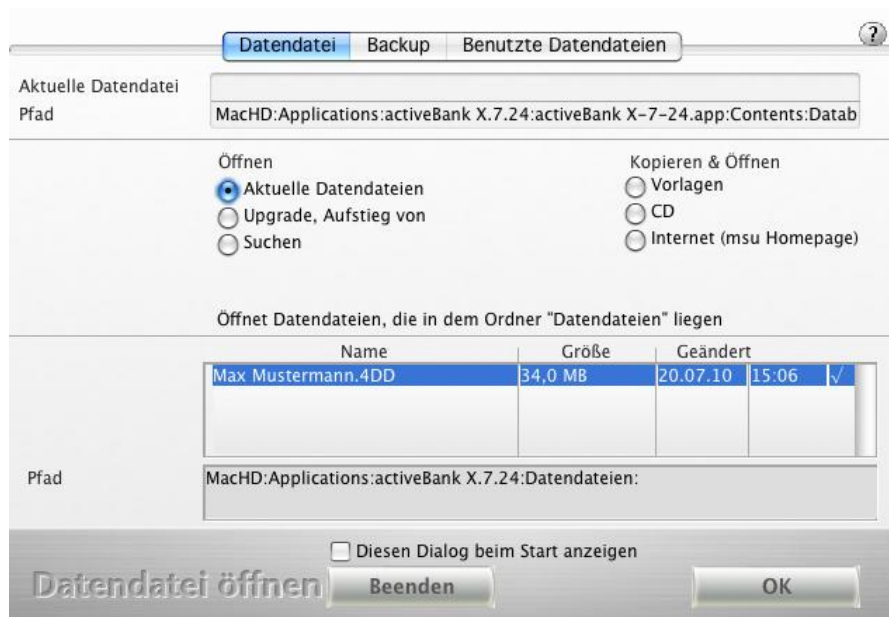 Datendatei Backup Benutzte Datendateien ?
Aktuelle Datendatei
Pfad MacHD:Applications:activeBank X.7.24:activeBank X-7-24.app:Contents:Datab
Öffnen Kopieren & Öffnen
Aktuelle Datendateien Vorlagen
Upgrade, Aufstieg von CD
Suchen Internet (msu Homepage)
Öffnet Datendateien, die in dem Ordner "Datendateien" liegen
Name Größe Geändert
Max Mustermann.4DD 34,0 MB 20.07.10 15:06 √
Pfad MacHD:Applications:activeBank X.7.24:Datendateien:
Diesen Dialog beim Start anzeigen
Datendatei öffnen Beenden OK